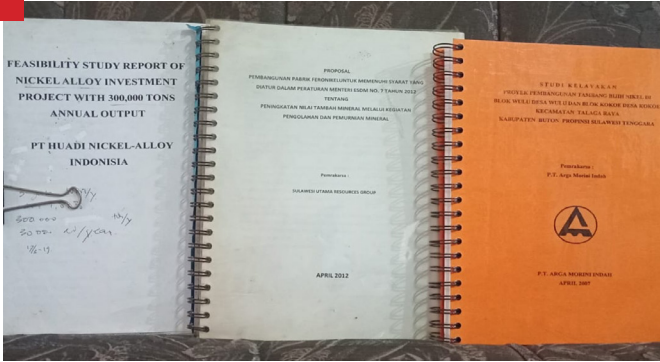 FEASIBILITY STUDY REPORT OF
NICKEL ALLOY INVESTMENT
PROJECT WITH 300,000 TONS
ANNUAL OUTPUT
PT HUADI NICKEL-ALLOY
INDONISIA
PROPOSAL
PEMBANGUNAN PABRIK FERONIKEL UNTUK MEMENUHI SYARAT YANG
DIATUR DALAM PERATURAN MENTERI ESDM NO. 7 TAHUN 2012
TENTANG
PENINGKATAN NILAI TAMBAH MINERAL MELALUI KEGIATAN
PENGOLAHAN DAN PEMURNIAN MINERAL
Pemrakarsa :
SULAWESI UTAMA RESOURCES GROUP
APRIL 2012
STUDI KELAYAKAN
PROYEK PEMBANGUNAN TAMBANG BIJIH NIKEL DI
BLOK WULU DESA WULU DAN BLOK KOKOE DESA KOKOE
KECAMATAN TALAGA RAYA
KABUPATEN BUTON PROPINSI SULAWESI TENGGARA
Pemrakarsa :
P.T. Arga Morini Indah
P.T. ARGA MORINI INDAH
APRIL 2007